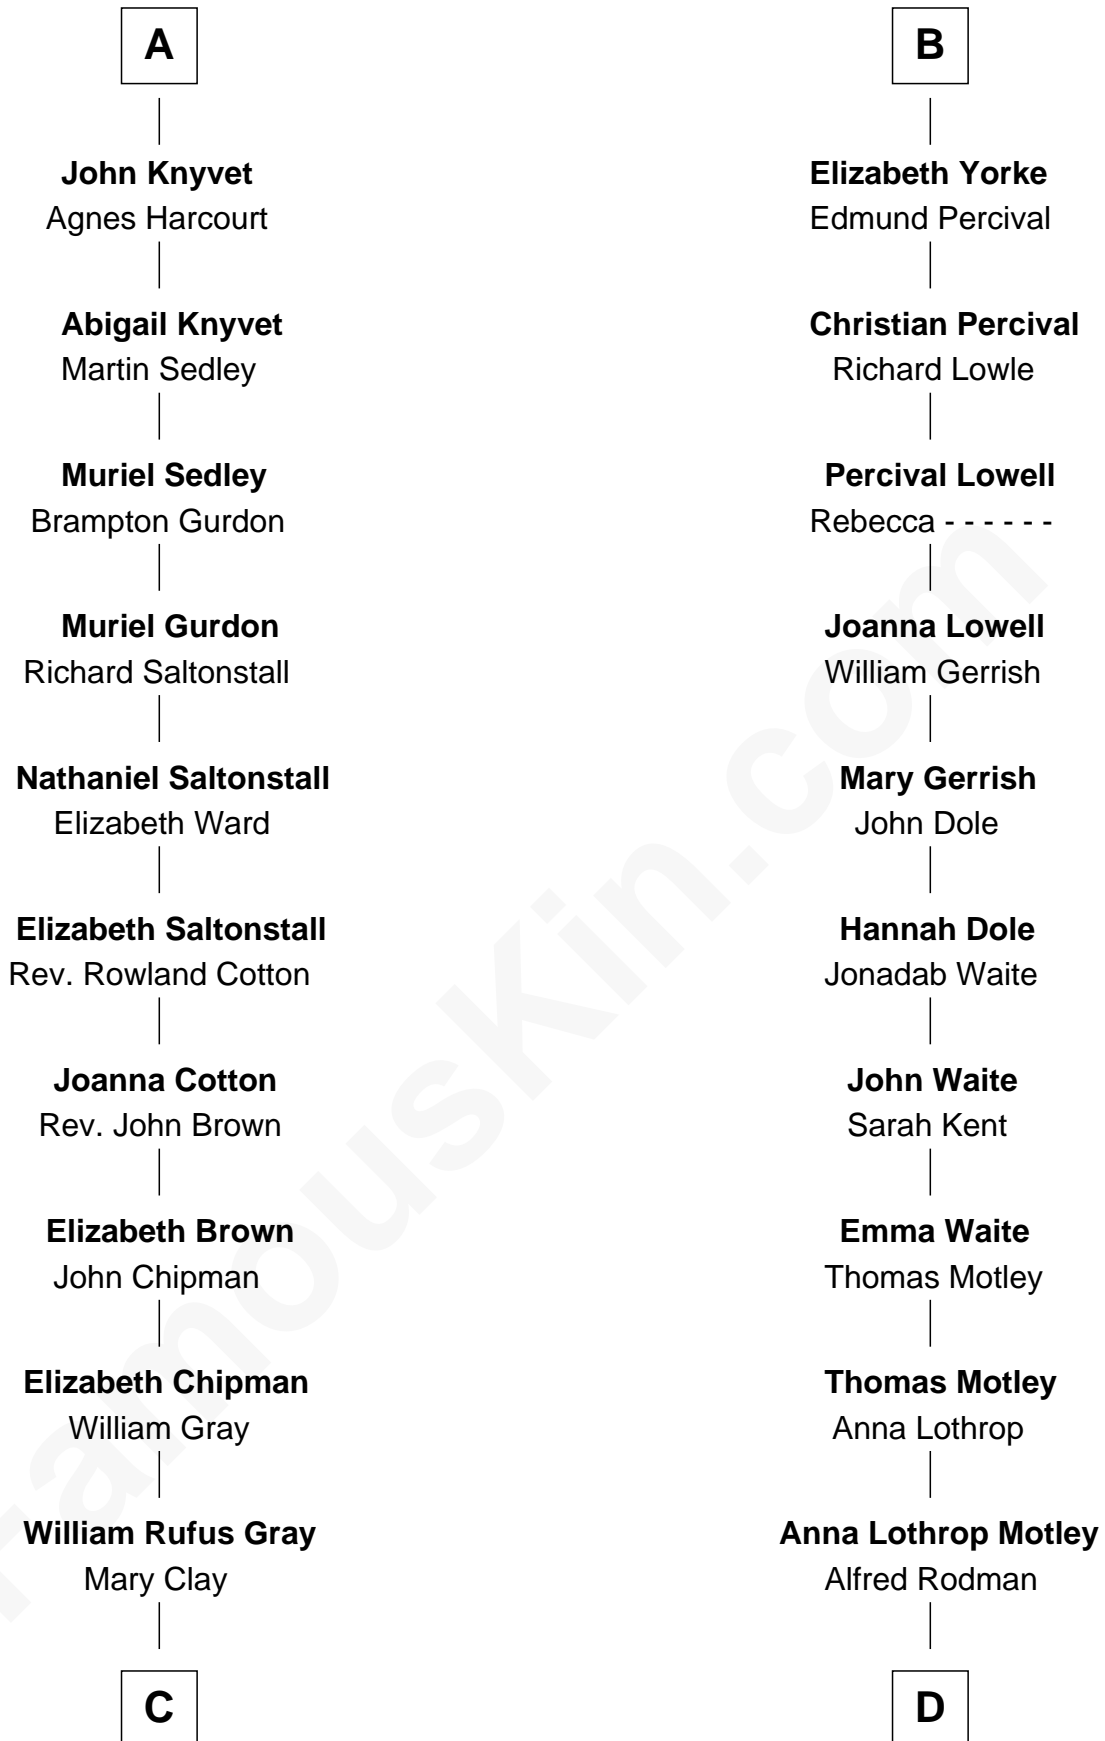 A
John Knyvet
Agnes Harcourt
Abigail Knyvet
Martin Sedley
Muriel Sedley
Brampton Gurdon
Muriel Gurdon
Richard Saltonstall
Nathaniel Saltonstall
Elizabeth Ward
Elizabeth Saltonstall
Rev. Rowland Cotton
Joanna Cotton
Rev. John Brown
Elizabeth Brown
John Chipman
Elizabeth Chipman
William Gray
William Rufus Gray
Mary Clay
C
B
Elizabeth Yorke
Edmund Percival
Christian Percival
Richard Lowle
Percival Lowell
Rebecca - - - - - -
Joanna Lowell
William Gerrish
Mary Gerrish
John Dole
Hannah Dole
Jonadab Waite
John Waite
Sarah Kent
Emma Waite
Thomas Motley
Thomas Motley
Anna Lothrop
Anna Lothrop Motley
Alfred Rodman
D
FamousKin.com